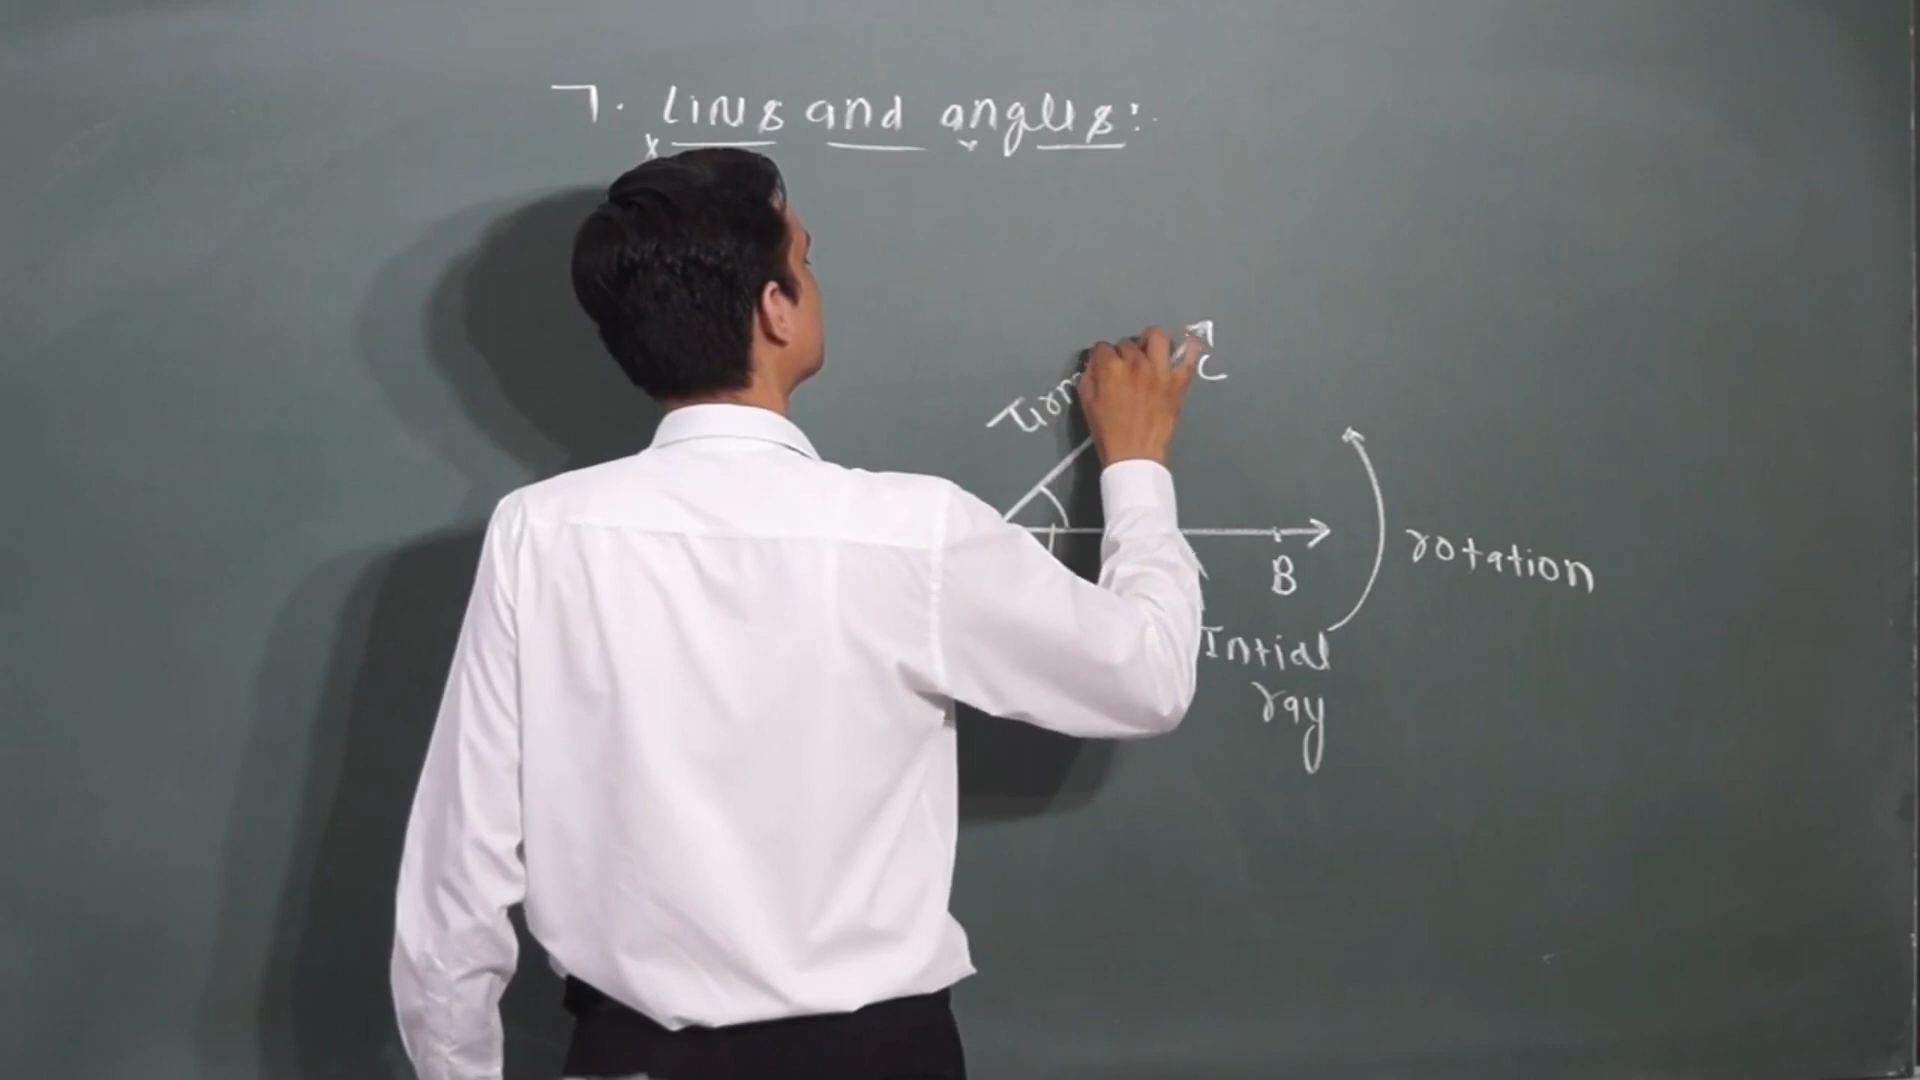 7. Lines and angles:
C
B
rotation
Intial
ray